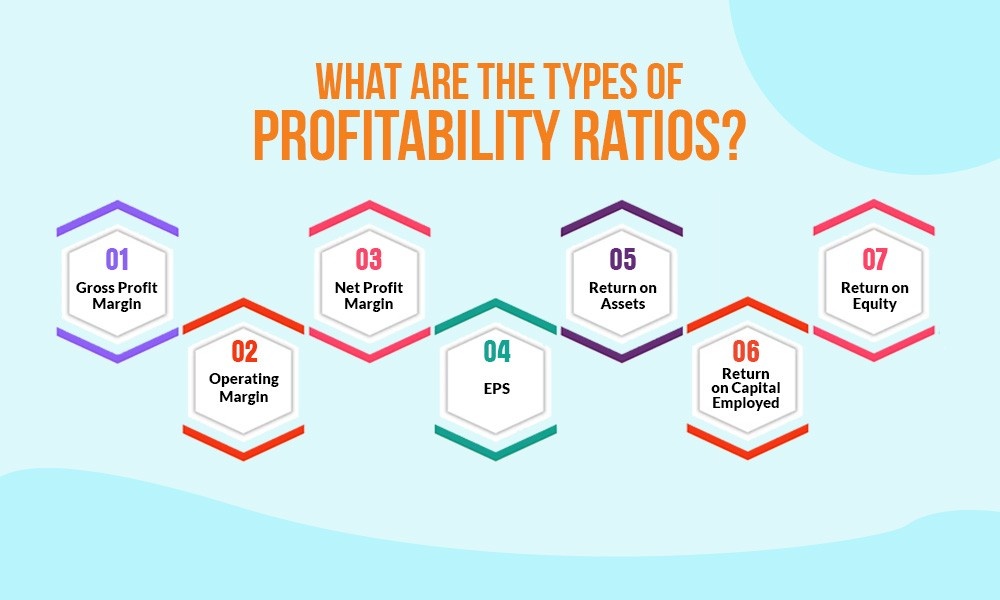 WHAT ARE THE TYPES OF
PROFITABILITY RATIOS?
01
Gross Profit
Margin
02
Operating
Margin
03
Net Profit
Margin
04
EPS
05
Return on
Assets
06
Return
on Capital
Employed
07
Return on
Equity